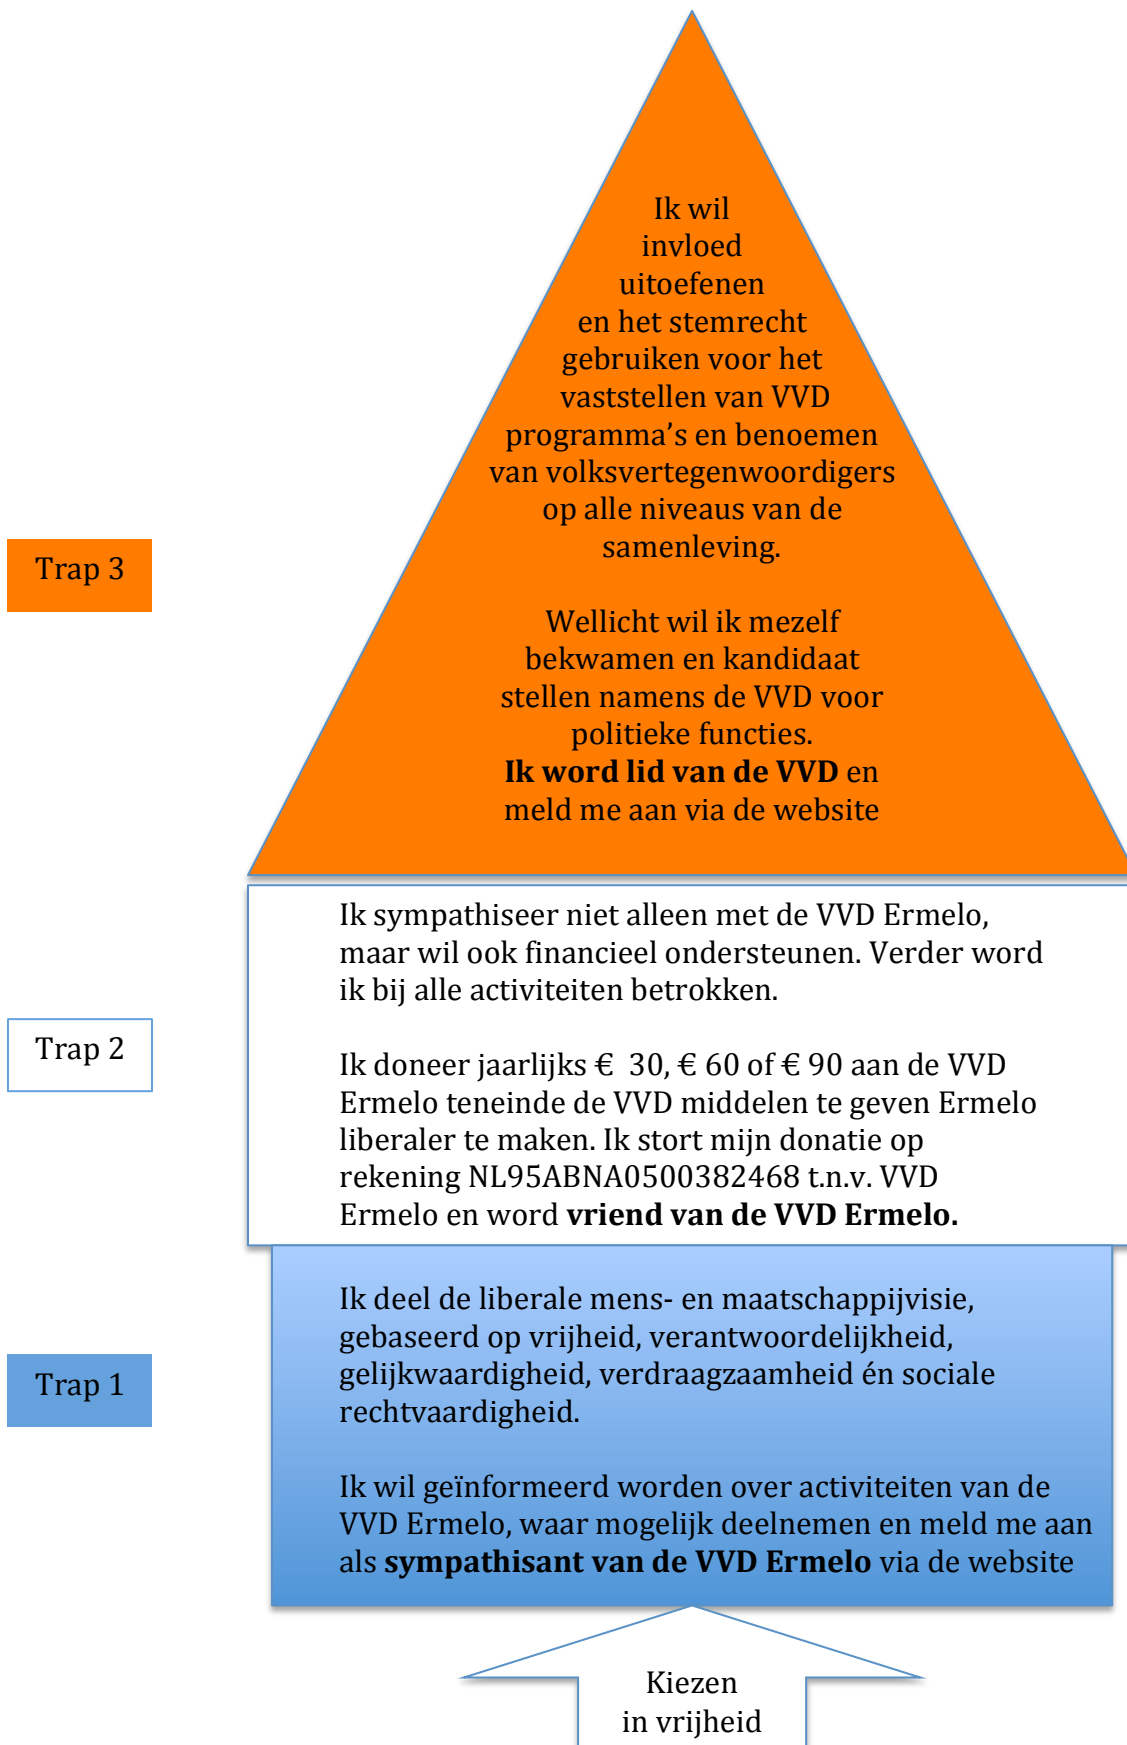 Ik wil
invloed
uitoefenen
en het stemrecht
gebruiken voor het
vaststellen van VVD
programma’s en benoemen
van volksvertegenwoordigers
op alle niveaus van de
samenleving.
Trap 3
Wellicht wil ik mezelf
bekwamen en kandidaat
stellen namens de VVD voor
politieke functies.
Ik word lid van de VVD en
meld me aan via de website
Ik sympathiseer niet alleen met de VVD Ermelo,
maar wil ook financieel ondersteunen. Verder word
ik bij alle activiteiten betrokken.
Trap 2
Ik doneer jaarlijks € 30, € 60 of € 90 aan de VVD
Ermelo teneinde de VVD middelen te geven Ermelo
liberaler te maken. Ik stort mijn donatie op
rekening NL95ABNA0500382468 t.n.v. VVD
Ermelo en word vriend van de VVD Ermelo.
Ik deel de liberale mens- en maatschappijvisie,
gebaseerd op vrijheid, verantwoordelijkheid,
gelijkwaardigheid, verdraagzaamheid én sociale
rechtvaardigheid.
Trap 1
Ik wil geïnformeerd worden over activiteiten van de
VVD Ermelo, waar mogelijk deelnemen en meld me aan
als sympathisant van de VVD Ermelo via de website
Kiezen
in vrijheid